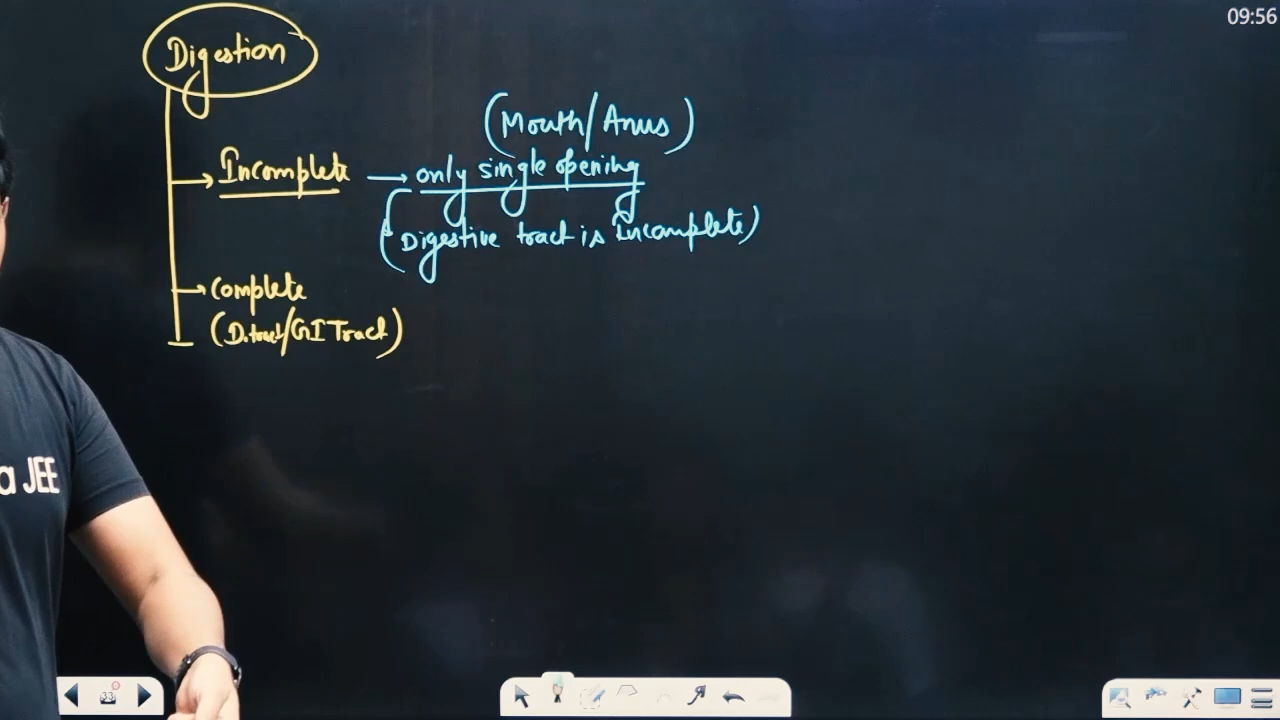 09:56
Digestion
(Mouth/Anus)
Incomplete → only single opening
(Digestive tract is Incomplete)
Complete
(D.tract/GI Tract)
a JEE
33